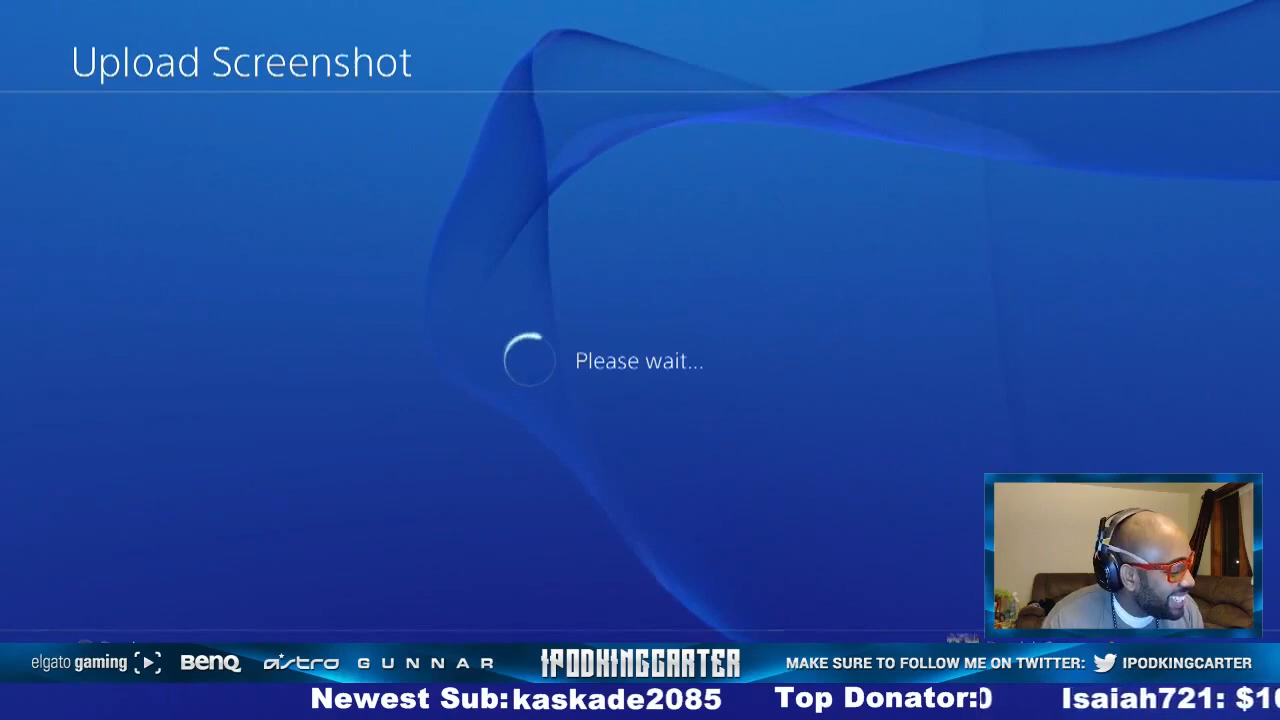 Upload Screenshot
Please wait...
elgato gaming BenQ ASTRO GUNNAR IPODKINGCARTER MAKE SURE TO FOLLOW ME ON TWITTER: IPODKINGCARTER
Newest Sub: kaskade2085 Top Donator: Isaiah721: